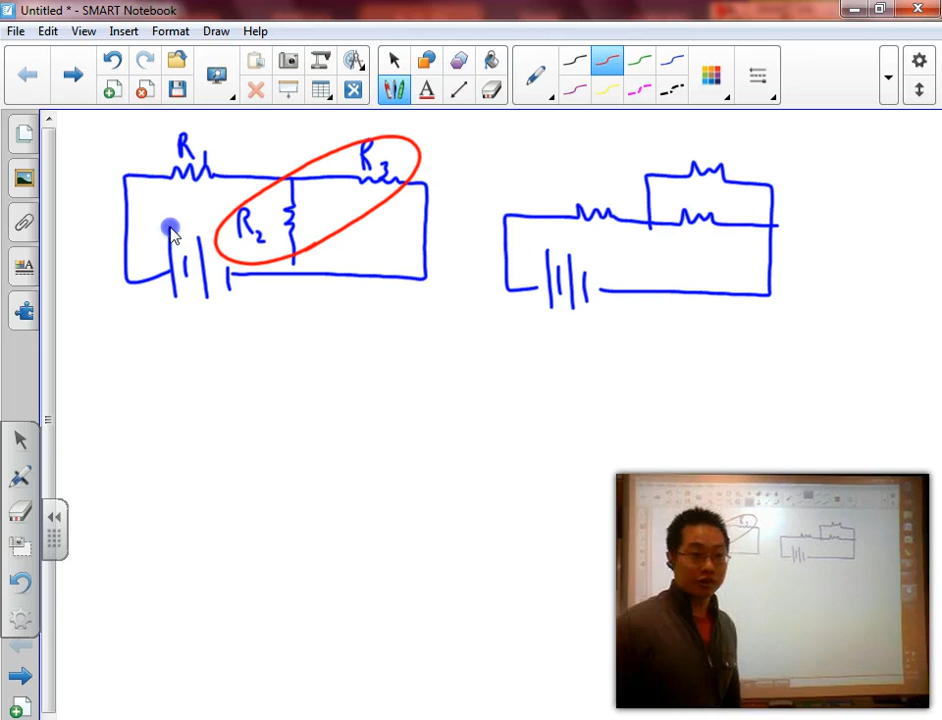 Untitled * - SMART Notebook
File Edit View Insert Format Draw Help
R1
R3
R2